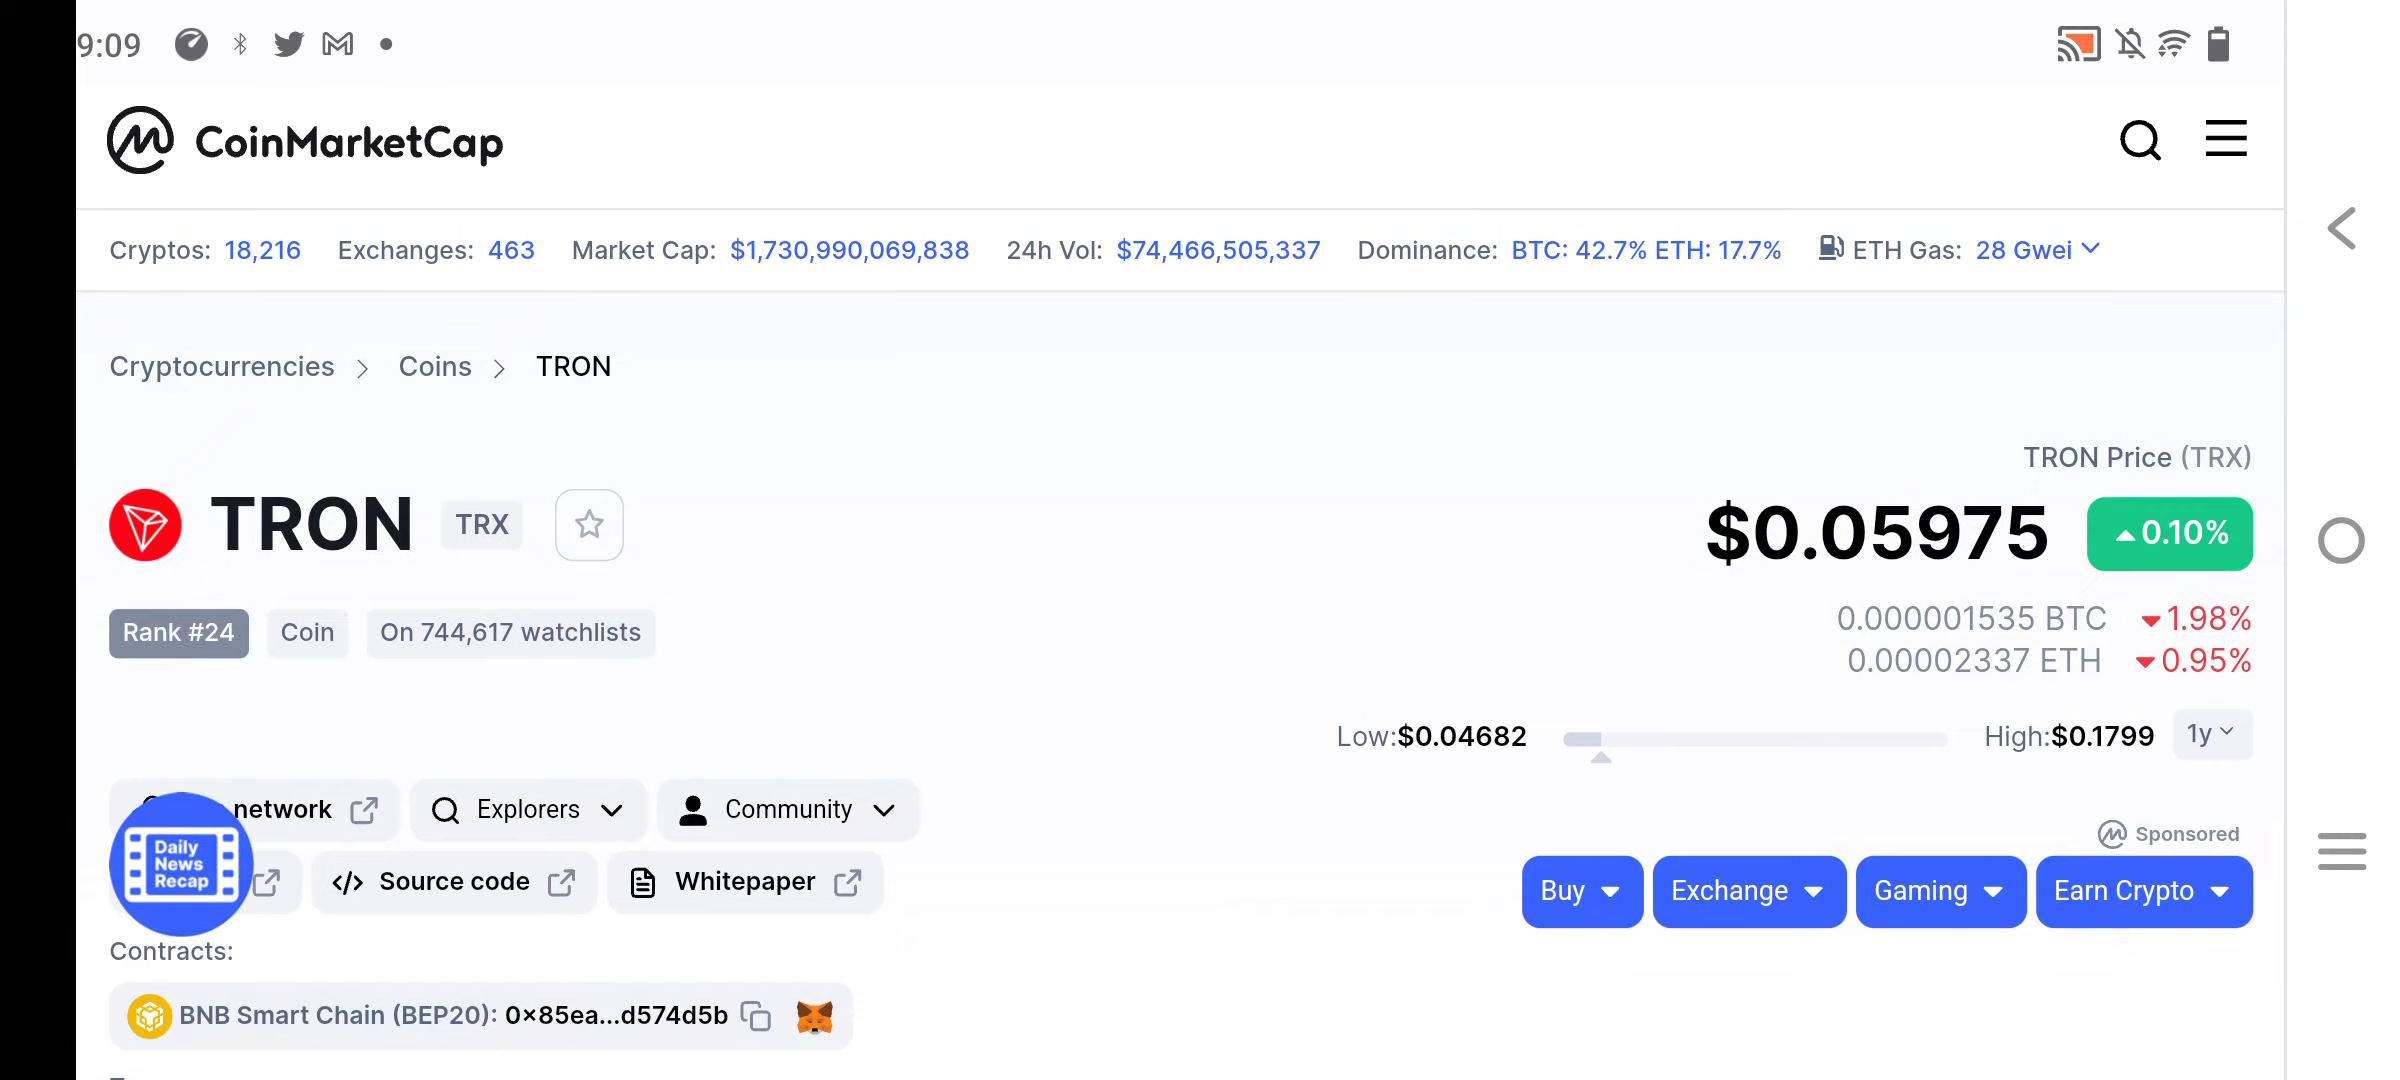 9:09
CoinMarketCap
Cryptos: 18,216 Exchanges: 463 Market Cap: $1,730,990,069,838 24h Vol: $74,466,505,337 Dominance: BTC: 42.7% ETH: 17.7% ETH Gas: 28 Gwei
Cryptocurrencies > Coins > TRON
TRON Price (TRX)
TRON TRX
$0.05975 0.10%
Rank #24 Coin On 744,617 watchlists
0.000001535 BTC 1.98%
0.00002337 ETH 0.95%
Low:$0.04682 High:$0.1799 1y
network Explorers Community
Sponsored
Daily
News
Recap
Source code Whitepaper
Buy Exchange Gaming Earn Crypto
Contracts:
BNB Smart Chain (BEP20): 0x85ea...d574d5b